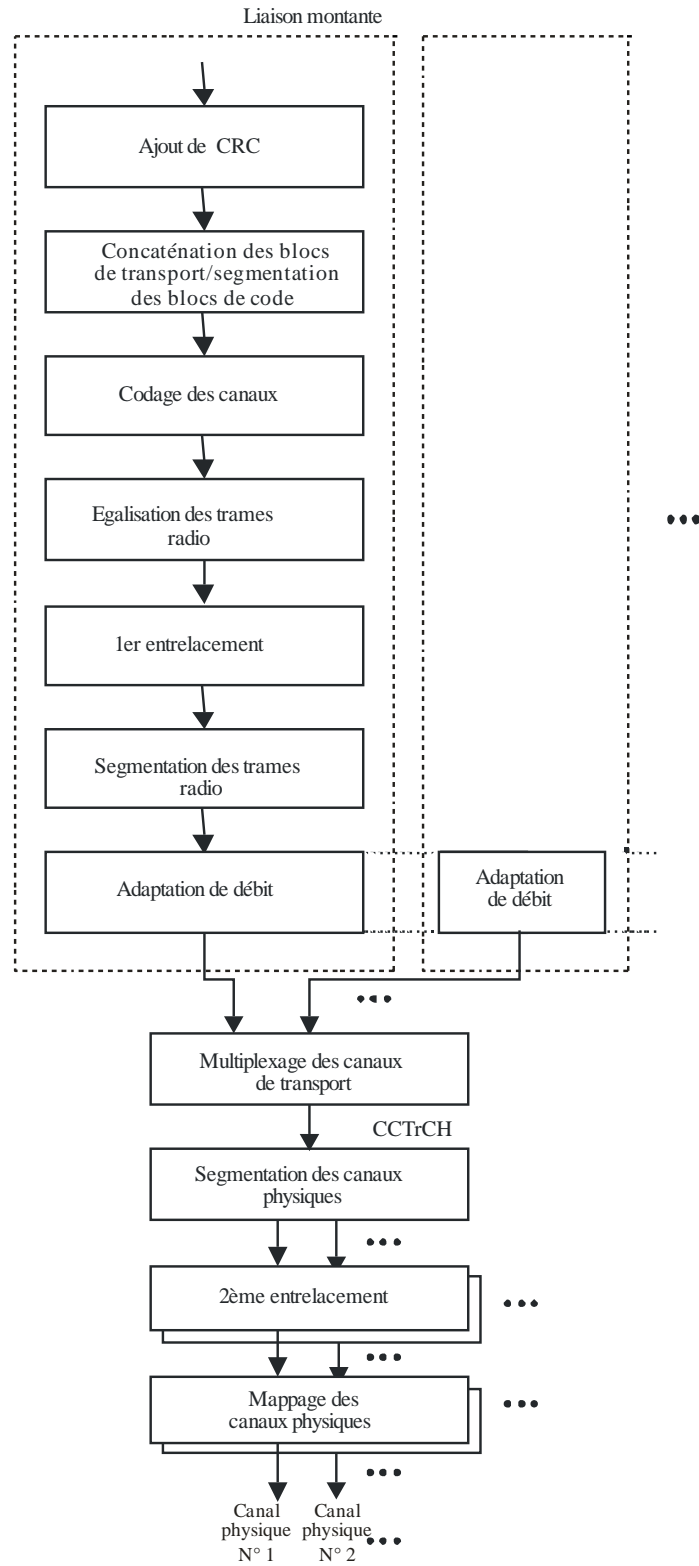 Liaison montante
Ajout de CRC
Concaténation des blocs
de transport/segmentation
des blocs de code
Codage des canaux
Egalisation des trames
radio
1er entrelacement
Segmentation des trames
radio
Adaptation de débit
Adaptation
de débit
Multiplexage des canaux
de transport
CCTrCH
Segmentation des canaux
physiques
2ème entrelacement
Mappage des
canaux physiques
Canal
physique
N° 1
Canal
physique
N° 2